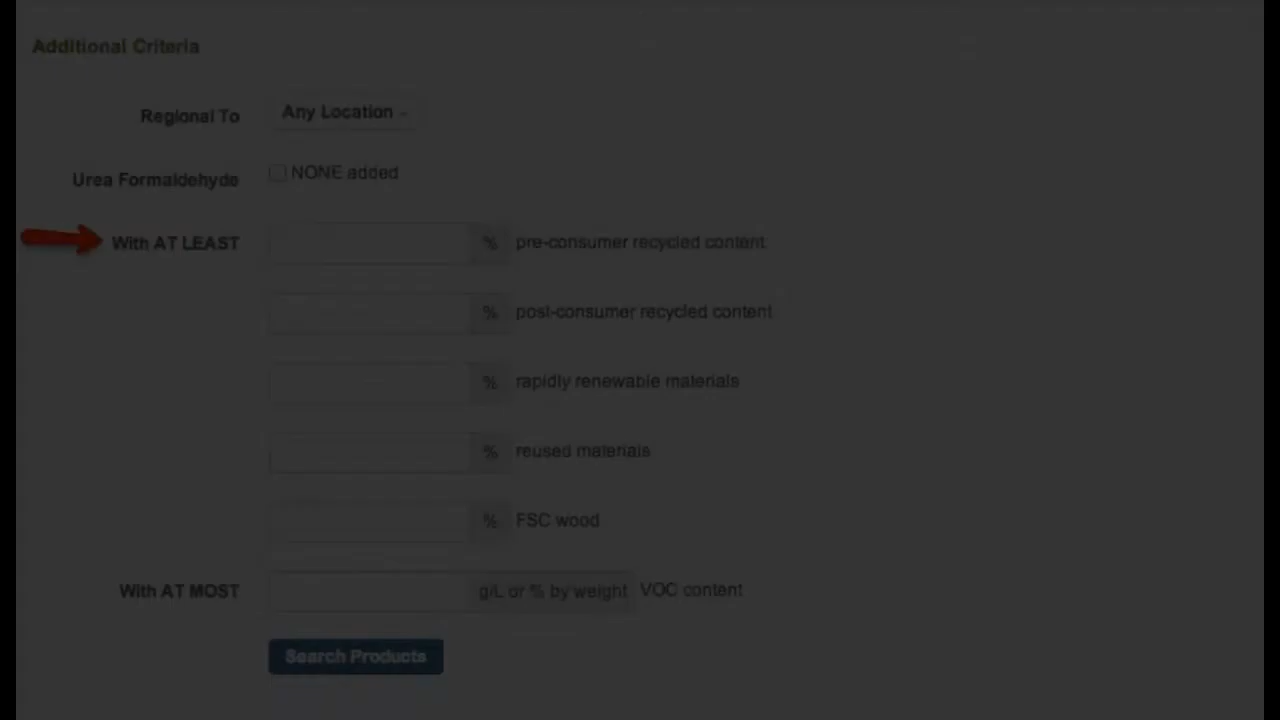 Additional Criteria
Regional To Any Location
Urea Formaldehyde NONE added
With AT LEAST % pre-consumer recycled content
% post-consumer recycled content
% rapidly renewable materials
% reused materials
% FSC wood
With AT MOST g/L or % by weight VOC content
Search Products